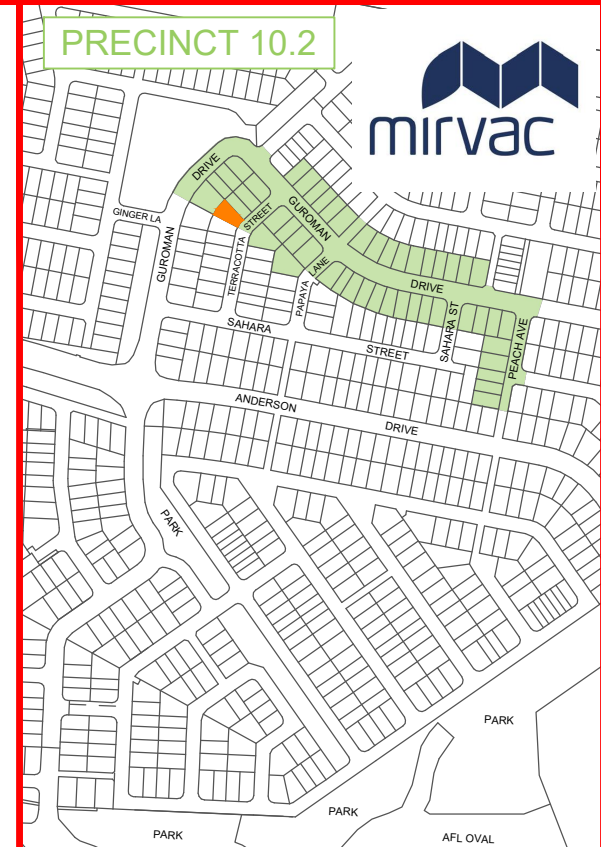 PRECINCT 10.2
mirvac
DRIVE
GINGER LA
STREET
GUROMAN
GUROMAN
TERRACOTTA
LANE
PAPAYA
DRIVE
SAHARA
SAHARA ST
STREET
PEACH AVE
ANDERSON
DRIVE
PARK
PARK
PARK
PARK
AFL OVAL